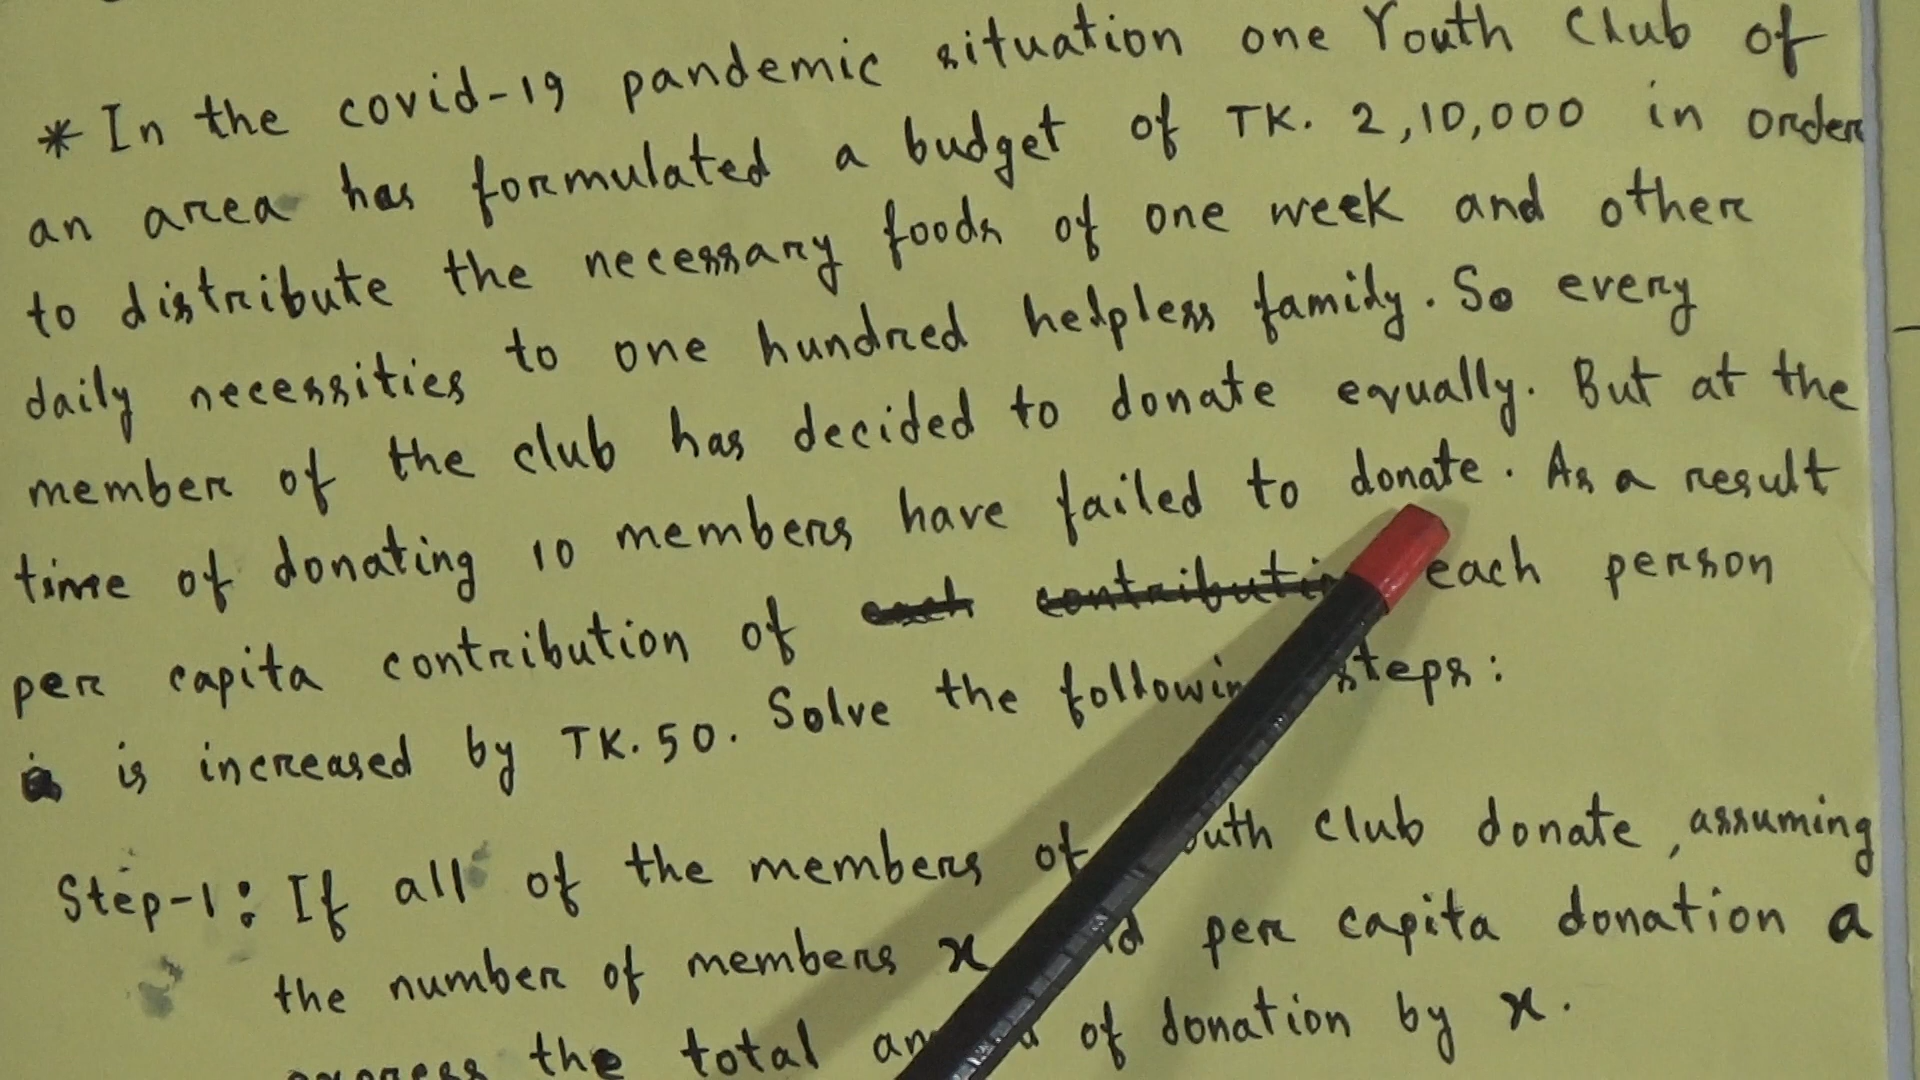 * In the covid-19 pandemic situation one Youth Club of
an area has formulated a budget of TK. 2,10,000 in order
to distribute the necessary foods of one week and other
daily necessities to one hundred helpless family. So every
member of the club has decided to donate equally. But at the
time of donating 10 members have failed to donate. As a result
per capita contribution of each person
is increased by TK. 50. Solve the following steps:
Step-1: If all of the members of club donate, assuming
the number of members x per capita donation a
express the total of donation by x.